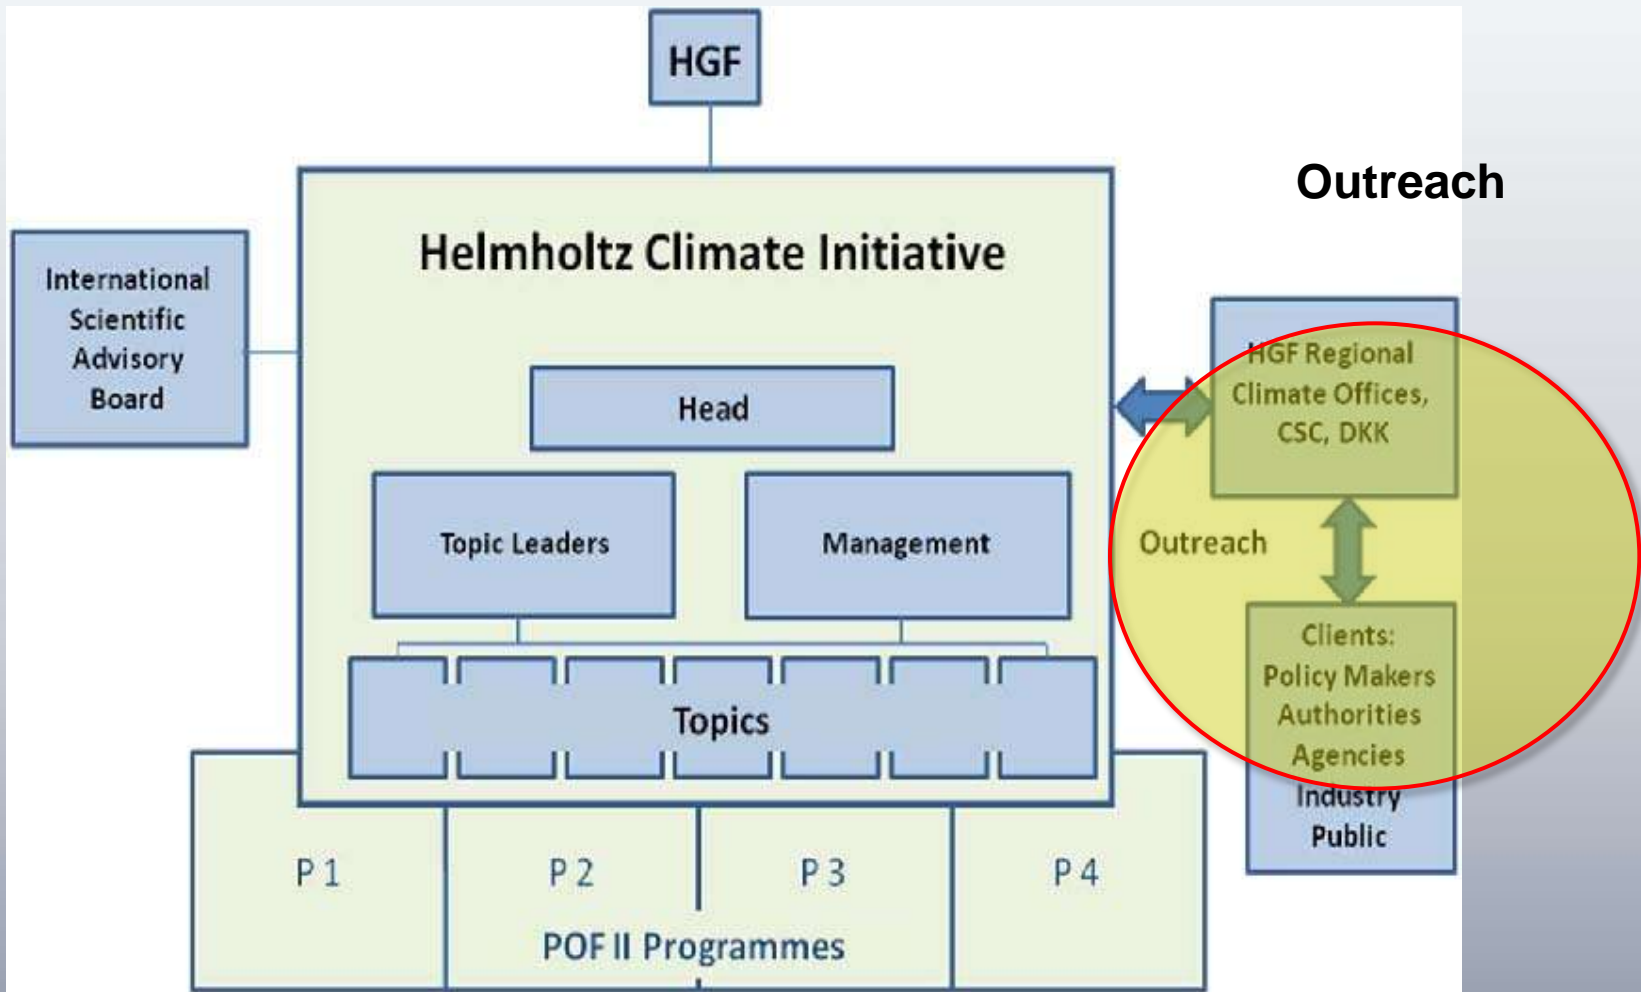 HGF
Outreach
Helmholtz Climate Initiative
International
Scientific
Advisory
Board
Head
HGF Regional
Climate Offices,
CSC, DKK
Topic Leaders
Management
Outreach
Clients:
Policy Makers
Authorities
Agencies
Industry
Public
Topics
P 1
P 2
P 3
P 4
POF II Programmes